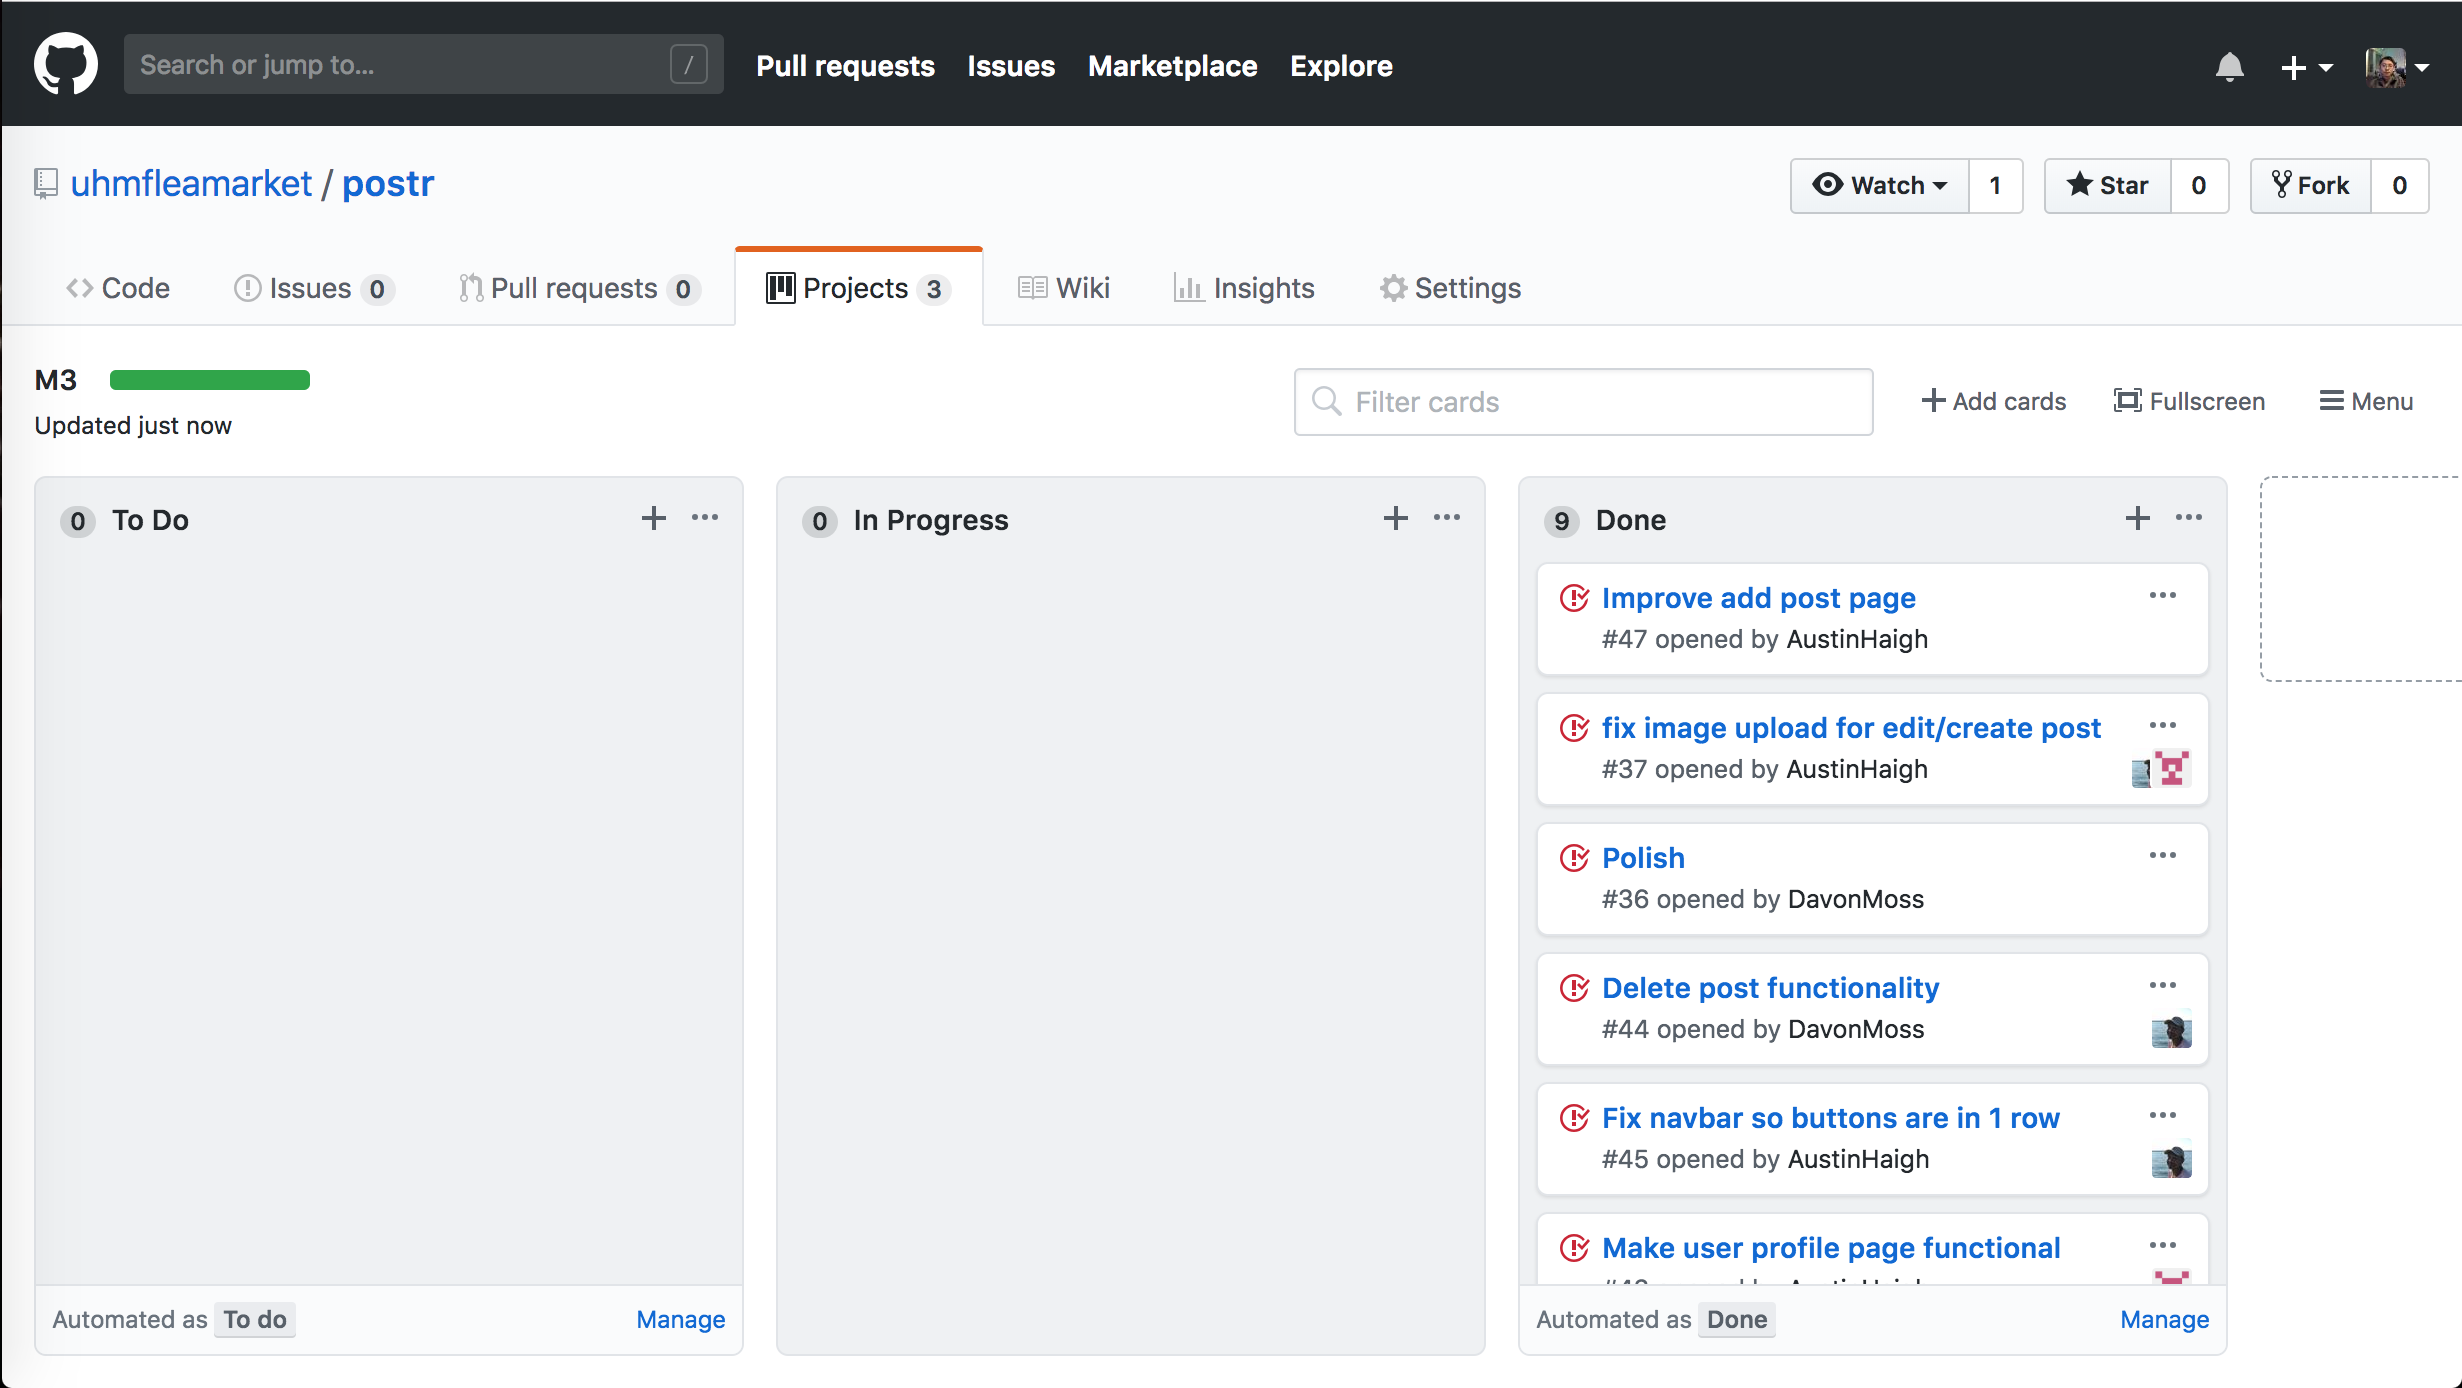 Search or jump to... /
Pull requests Issues Marketplace Explore
uhmfleamarket / postr
Watch 1 Star 0 Fork 0
Code Issues 0 Pull requests 0 Projects 3 Wiki Insights Settings
M3
Updated just now
Filter cards
Add cards Fullscreen Menu
0 To Do
Automated as To do Manage
0 In Progress
9 Done
Improve add post page
#47 opened by AustinHaigh
fix image upload for edit/create post
#37 opened by AustinHaigh
Polish
#36 opened by DavonMoss
Delete post functionality
#44 opened by DavonMoss
Fix navbar so buttons are in 1 row
#45 opened by AustinHaigh
Make user profile page functional
Automated as Done Manage